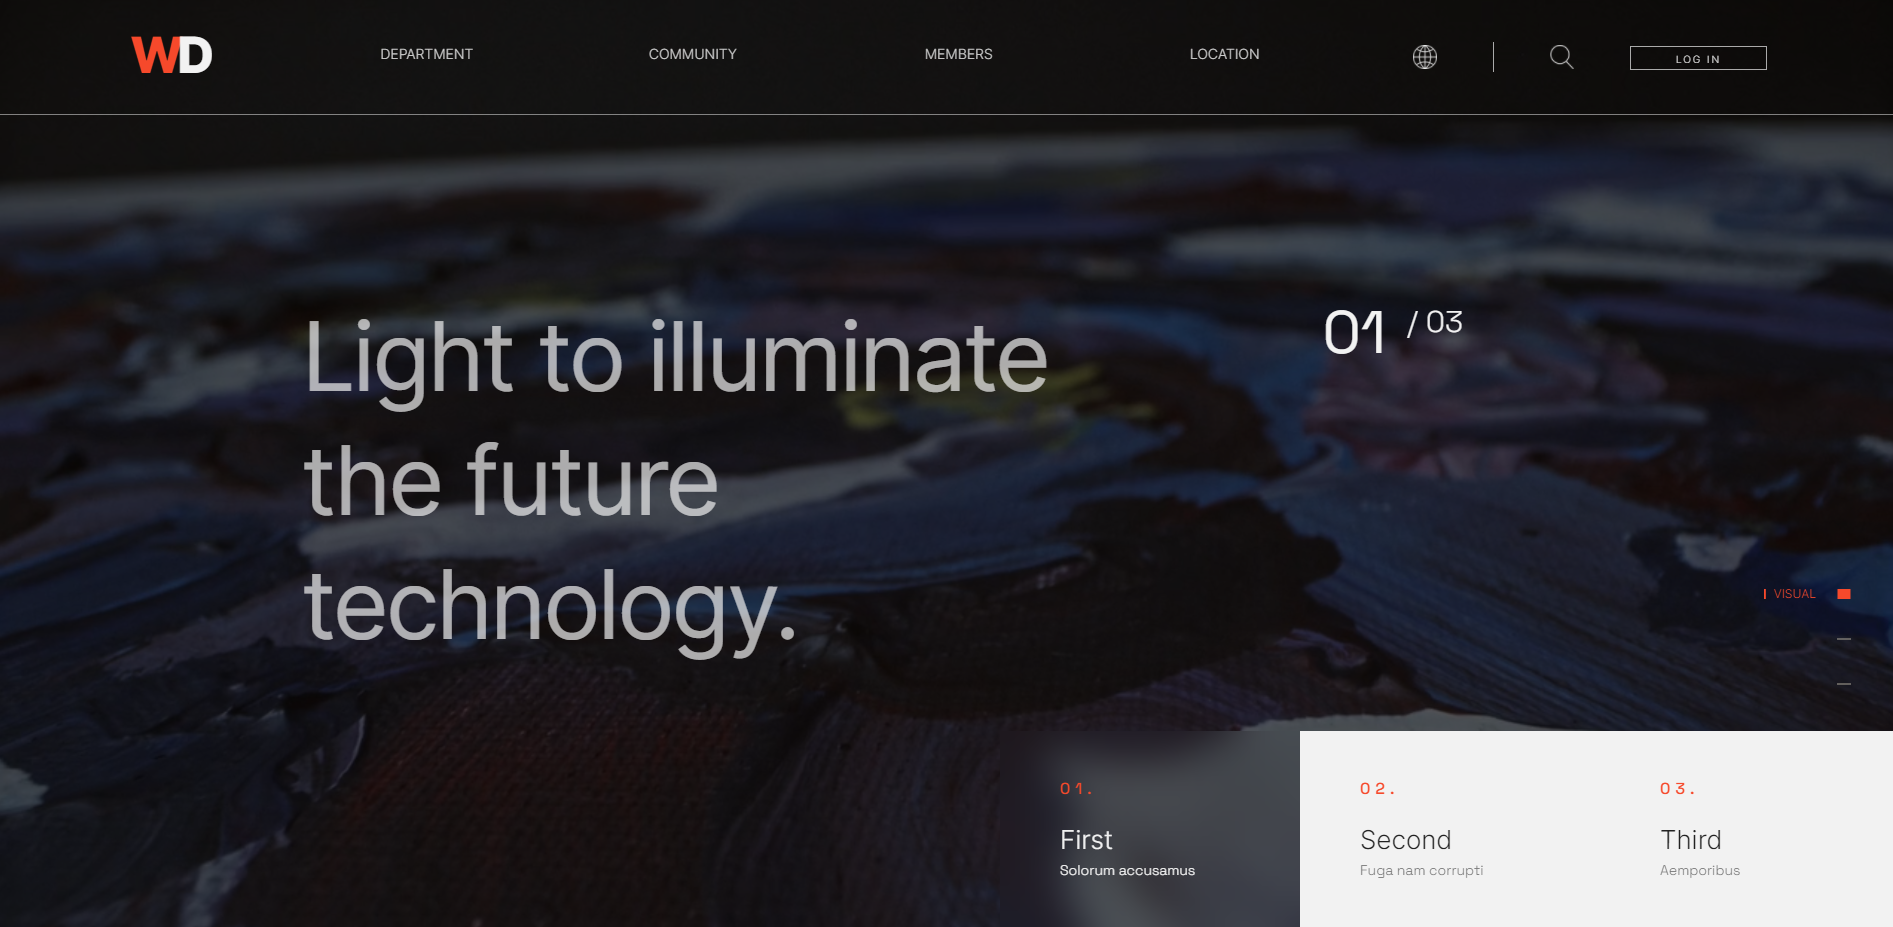 WD
DEPARTMENT
COMMUNITY
MEMBERS
LOCATION
LOG IN
Light to illuminate
the future
technology.
01 / 03
VISUAL
01.
First
Solorum accusamus
02.
Second
Fuga nam corrupti
03.
Third
Aemporibus